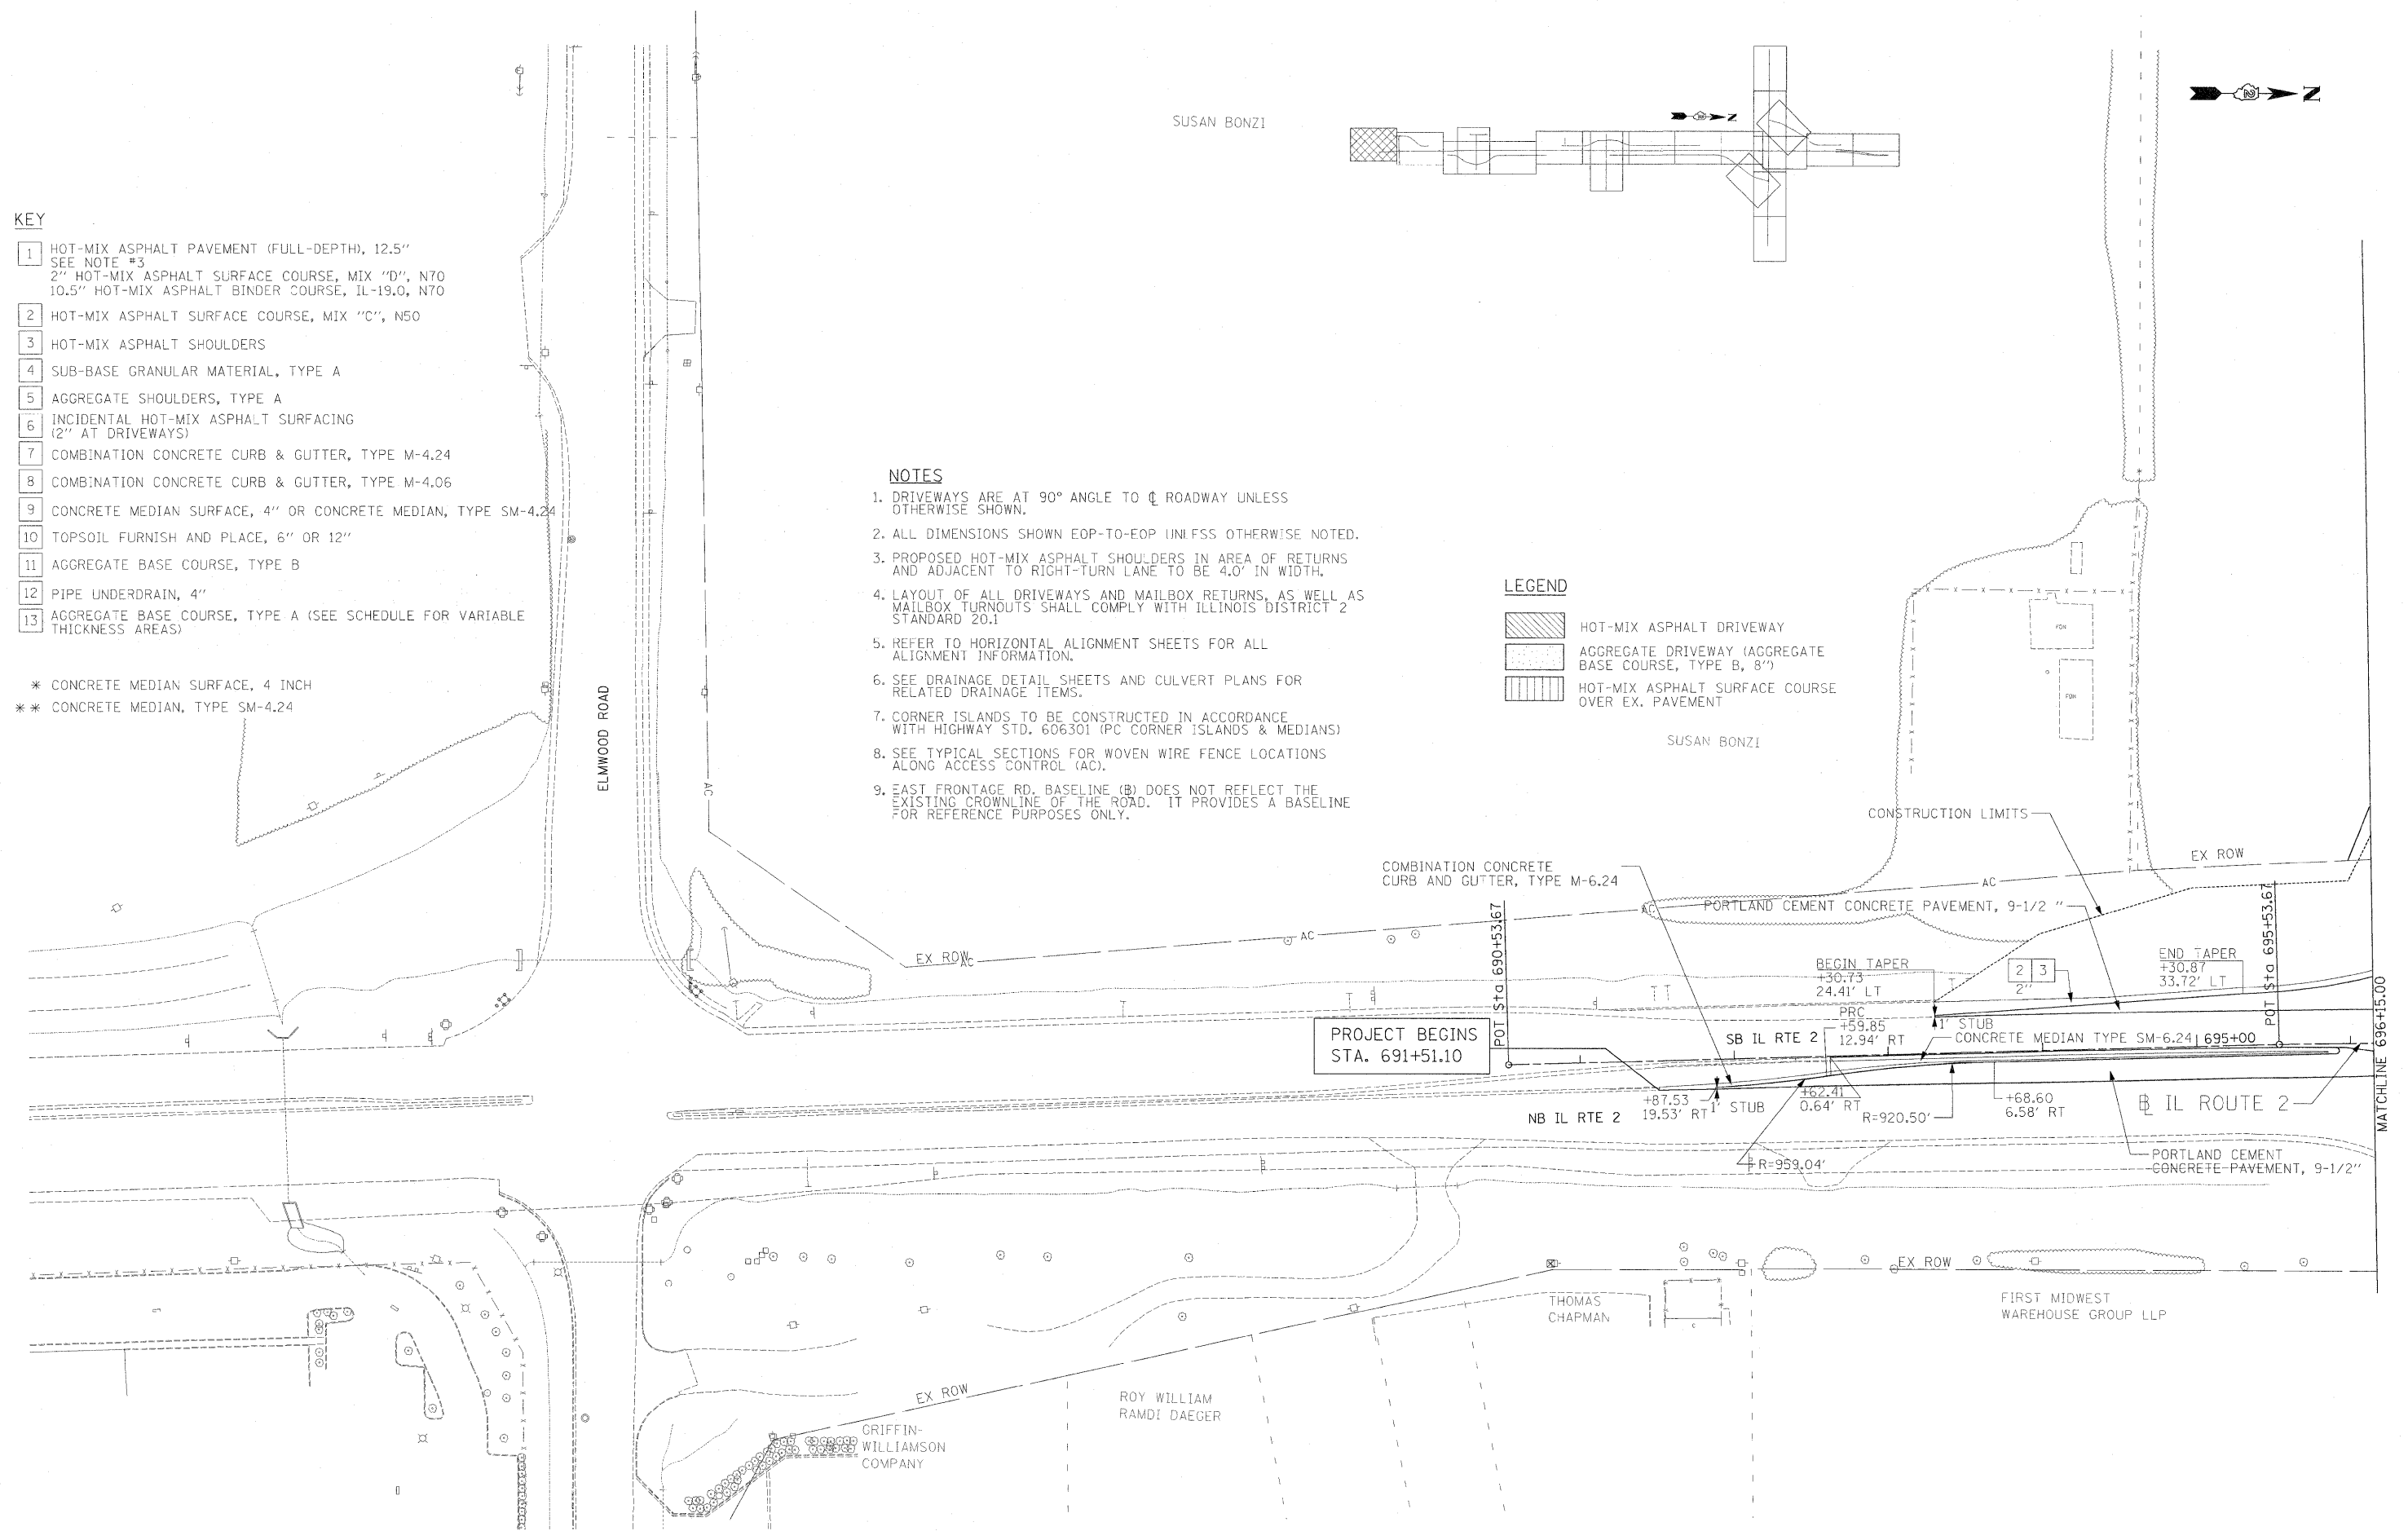 SUSAN BONZI
N
2
N
KEY
1 HOT-MIX ASPHALT PAVEMENT (FULL-DEPTH), 12.5"
SEE NOTE #3
2" HOT-MIX ASPHALT SURFACE COURSE, MIX "D", N70
10.5" HOT-MIX ASPHALT BINDER COURSE, IL-19.0, N70
2 HOT-MIX ASPHALT SURFACE COURSE, MIX "C", N50
3 HOT-MIX ASPHALT SHOULDERS
4 SUB-BASE GRANULAR MATERIAL, TYPE A
5 AGGREGATE SHOULDERS, TYPE A
6 INCIDENTAL HOT-MIX ASPHALT SURFACING
(2" AT DRIVEWAYS)
7 COMBINATION CONCRETE CURB & GUTTER, TYPE M-4.24
8 COMBINATION CONCRETE CURB & GUTTER, TYPE M-4.06
9 CONCRETE MEDIAN SURFACE, 4" OR CONCRETE MEDIAN, TYPE SM-4.24
10 TOPSOIL FURNISH AND PLACE, 6" OR 12"
11 AGGREGATE BASE COURSE, TYPE B
12 PIPE UNDERDRAIN, 4"
13 AGGREGATE BASE COURSE, TYPE A (SEE SCHEDULE FOR VARIABLE
THICKNESS AREAS)
* CONCRETE MEDIAN SURFACE, 4 INCH
** CONCRETE MEDIAN, TYPE SM-4.24
ELMWOOD ROAD
AC
NOTES
1. DRIVEWAYS ARE AT 90° ANGLE TO ℄ ROADWAY UNLESS
OTHERWISE SHOWN.
2. ALL DIMENSIONS SHOWN EOP-TO-EOP UNLESS OTHERWISE NOTED.
3. PROPOSED HOT-MIX ASPHALT SHOULDERS IN AREA OF RETURNS
AND ADJACENT TO RIGHT-TURN LANE TO BE 4.0' IN WIDTH.
4. LAYOUT OF ALL DRIVEWAYS AND MAILBOX RETURNS, AS WELL AS
MAILBOX TURNOUTS SHALL COMPLY WITH ILLINOIS DISTRICT 2
STANDARD 20.1
5. REFER TO HORIZONTAL ALIGNMENT SHEETS FOR ALL
ALIGNMENT INFORMATION.
6. SEE DRAINAGE DETAIL SHEETS AND CULVERT PLANS FOR
RELATED DRAINAGE ITEMS.
7. CORNER ISLANDS TO BE CONSTRUCTED IN ACCORDANCE
WITH HIGHWAY STD. 606301 (PC CORNER ISLANDS & MEDIANS)
8. SEE TYPICAL SECTIONS FOR WOVEN WIRE FENCE LOCATIONS
ALONG ACCESS CONTROL (AC).
9. EAST FRONTAGE RD. BASELINE (B) DOES NOT REFLECT THE
EXISTING CROWNLINE OF THE ROAD. IT PROVIDES A BASELINE
FOR REFERENCE PURPOSES ONLY.
LEGEND
HOT-MIX ASPHALT DRIVEWAY
AGGREGATE DRIVEWAY (AGGREGATE
BASE COURSE, TYPE B, 8")
HOT-MIX ASPHALT SURFACE COURSE
OVER EX. PAVEMENT
SUSAN BONZI
FDN
FDN
CONSTRUCTION LIMITS
COMBINATION CONCRETE
CURB AND GUTTER, TYPE M-6.24
EX ROW
AC
AC
PORTLAND CEMENT CONCRETE PAVEMENT, 9-1/2 "
AC
EX ROW
AC
POT Sta 690+53.67
POT Sta 695+53.67
BEGIN TAPER
+30.73
24.41' LT
2 3
2"
END TAPER
+30.87
33.72' LT
PROJECT BEGINS
STA. 691+51.10
PRC
+59.85
12.94' RT
SB IL RTE 2
1' STUB
CONCRETE MEDIAN TYPE SM-6.24
695+00
MATCHLINE 696+15.00
NB IL RTE 2
+87.53
19.53' RT
1' STUB
+62.41
0.64' RT
R=920.50'
+68.60
6.58' RT
B IL ROUTE 2
R=959.04'
PORTLAND CEMENT
CONCRETE PAVEMENT, 9-1/2"
EX ROW
THOMAS
CHAPMAN
FIRST MIDWEST
WAREHOUSE GROUP LLP
EX ROW
ROY WILLIAM
RAMDI DAEGER
GRIFFIN-
WILLIAMSON
COMPANY